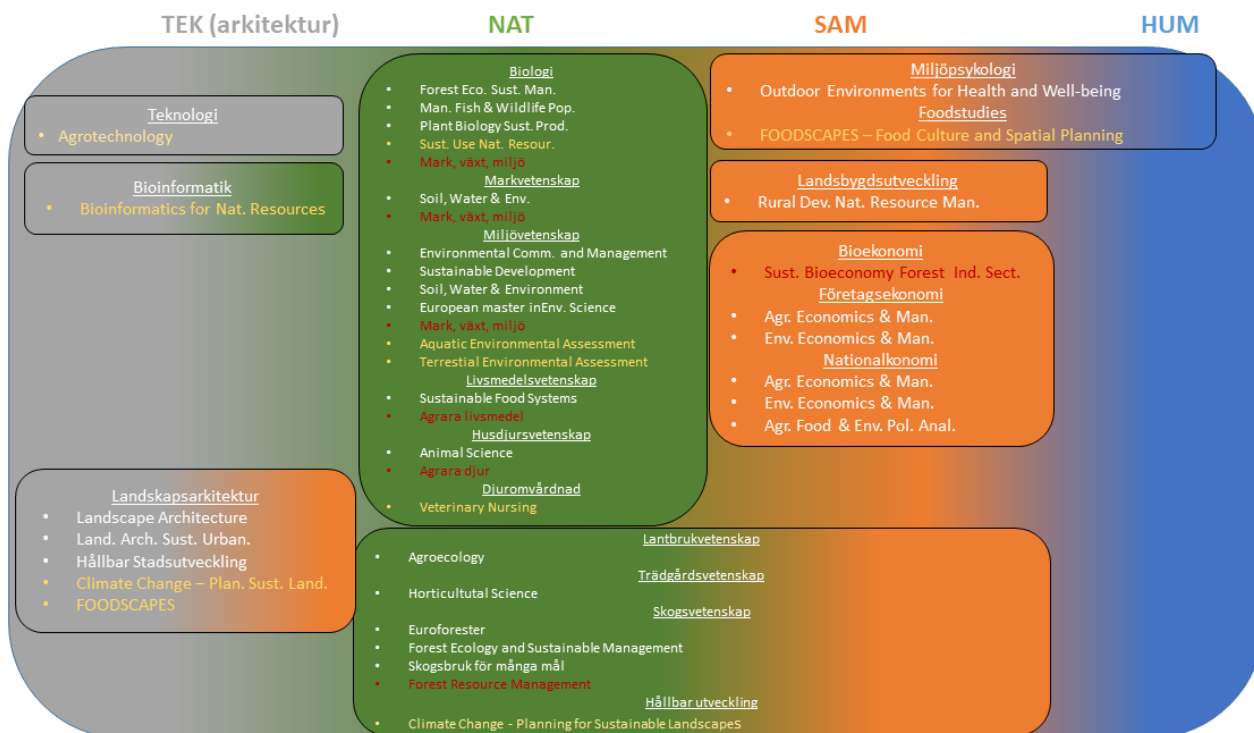 TEK (arkitektur)
NAT
SAM
HUM
Teknologi
• Agrotechnology
Bioinformatik
• Bioinformatics for Nat. Resources
Landskapsarkitektur
• Landscape Architecture
• Land. Arch. Sust. Urban.
• Hållbar Stadsutveckling
• Climate Change – Plan. Sust. Land.
• FOODSCAPES
Biologi
• Forest Eco. Sust. Man.
• Man. Fish & Wildlife Pop.
• Plant Biology Sust. Prod.
• Sust. Use Nat. Resour.
• Mark, växt, miljö
Markvetenskap
• Soil, Water & Env.
• Mark, växt, miljö
Miljövetenskap
• Environmental Comm. and Management
• Sustainable Development
• Soil, Water & Environment
• European master inEnv. Science
• Mark, växt, miljö
• Aquatic Environmental Assessment
• Terrestial Environmental Assessment
Livsmedelsvetenskap
• Sustainable Food Systems
• Agrara livsmedel
Husdjursvetenskap
• Animal Science
• Agrara djur
Djuromvårdnad
• Veterinary Nursing
Miljöpsykologi
• Outdoor Environments for Health and Well-being
Foodstudies
• FOODSCAPES – Food Culture and Spatial Planning
Landsbygdsutveckling
• Rural Dev. Nat. Resource Man.
Bioekonomi
• Sust. Bioeconomy Forest Ind. Sect.
Företagsekonomi
• Agr. Economics & Man.
• Env. Economics & Man.
Nationalkonomi
• Agr. Economics & Man.
• Env. Economics & Man.
• Agr. Food & Env. Pol. Anal.
Lantbrukvetenskap
• Agroecology
Trädgårdsvetenskap
• Horticultutal Science
Skogsvetenskap
• Euroforester
• Forest Ecology and Sustainable Management
• Skogsbruk för många mål
• Forest Resource Management
Hållbar utveckling
• Climate Change - Planning for Sustainable Landscapes